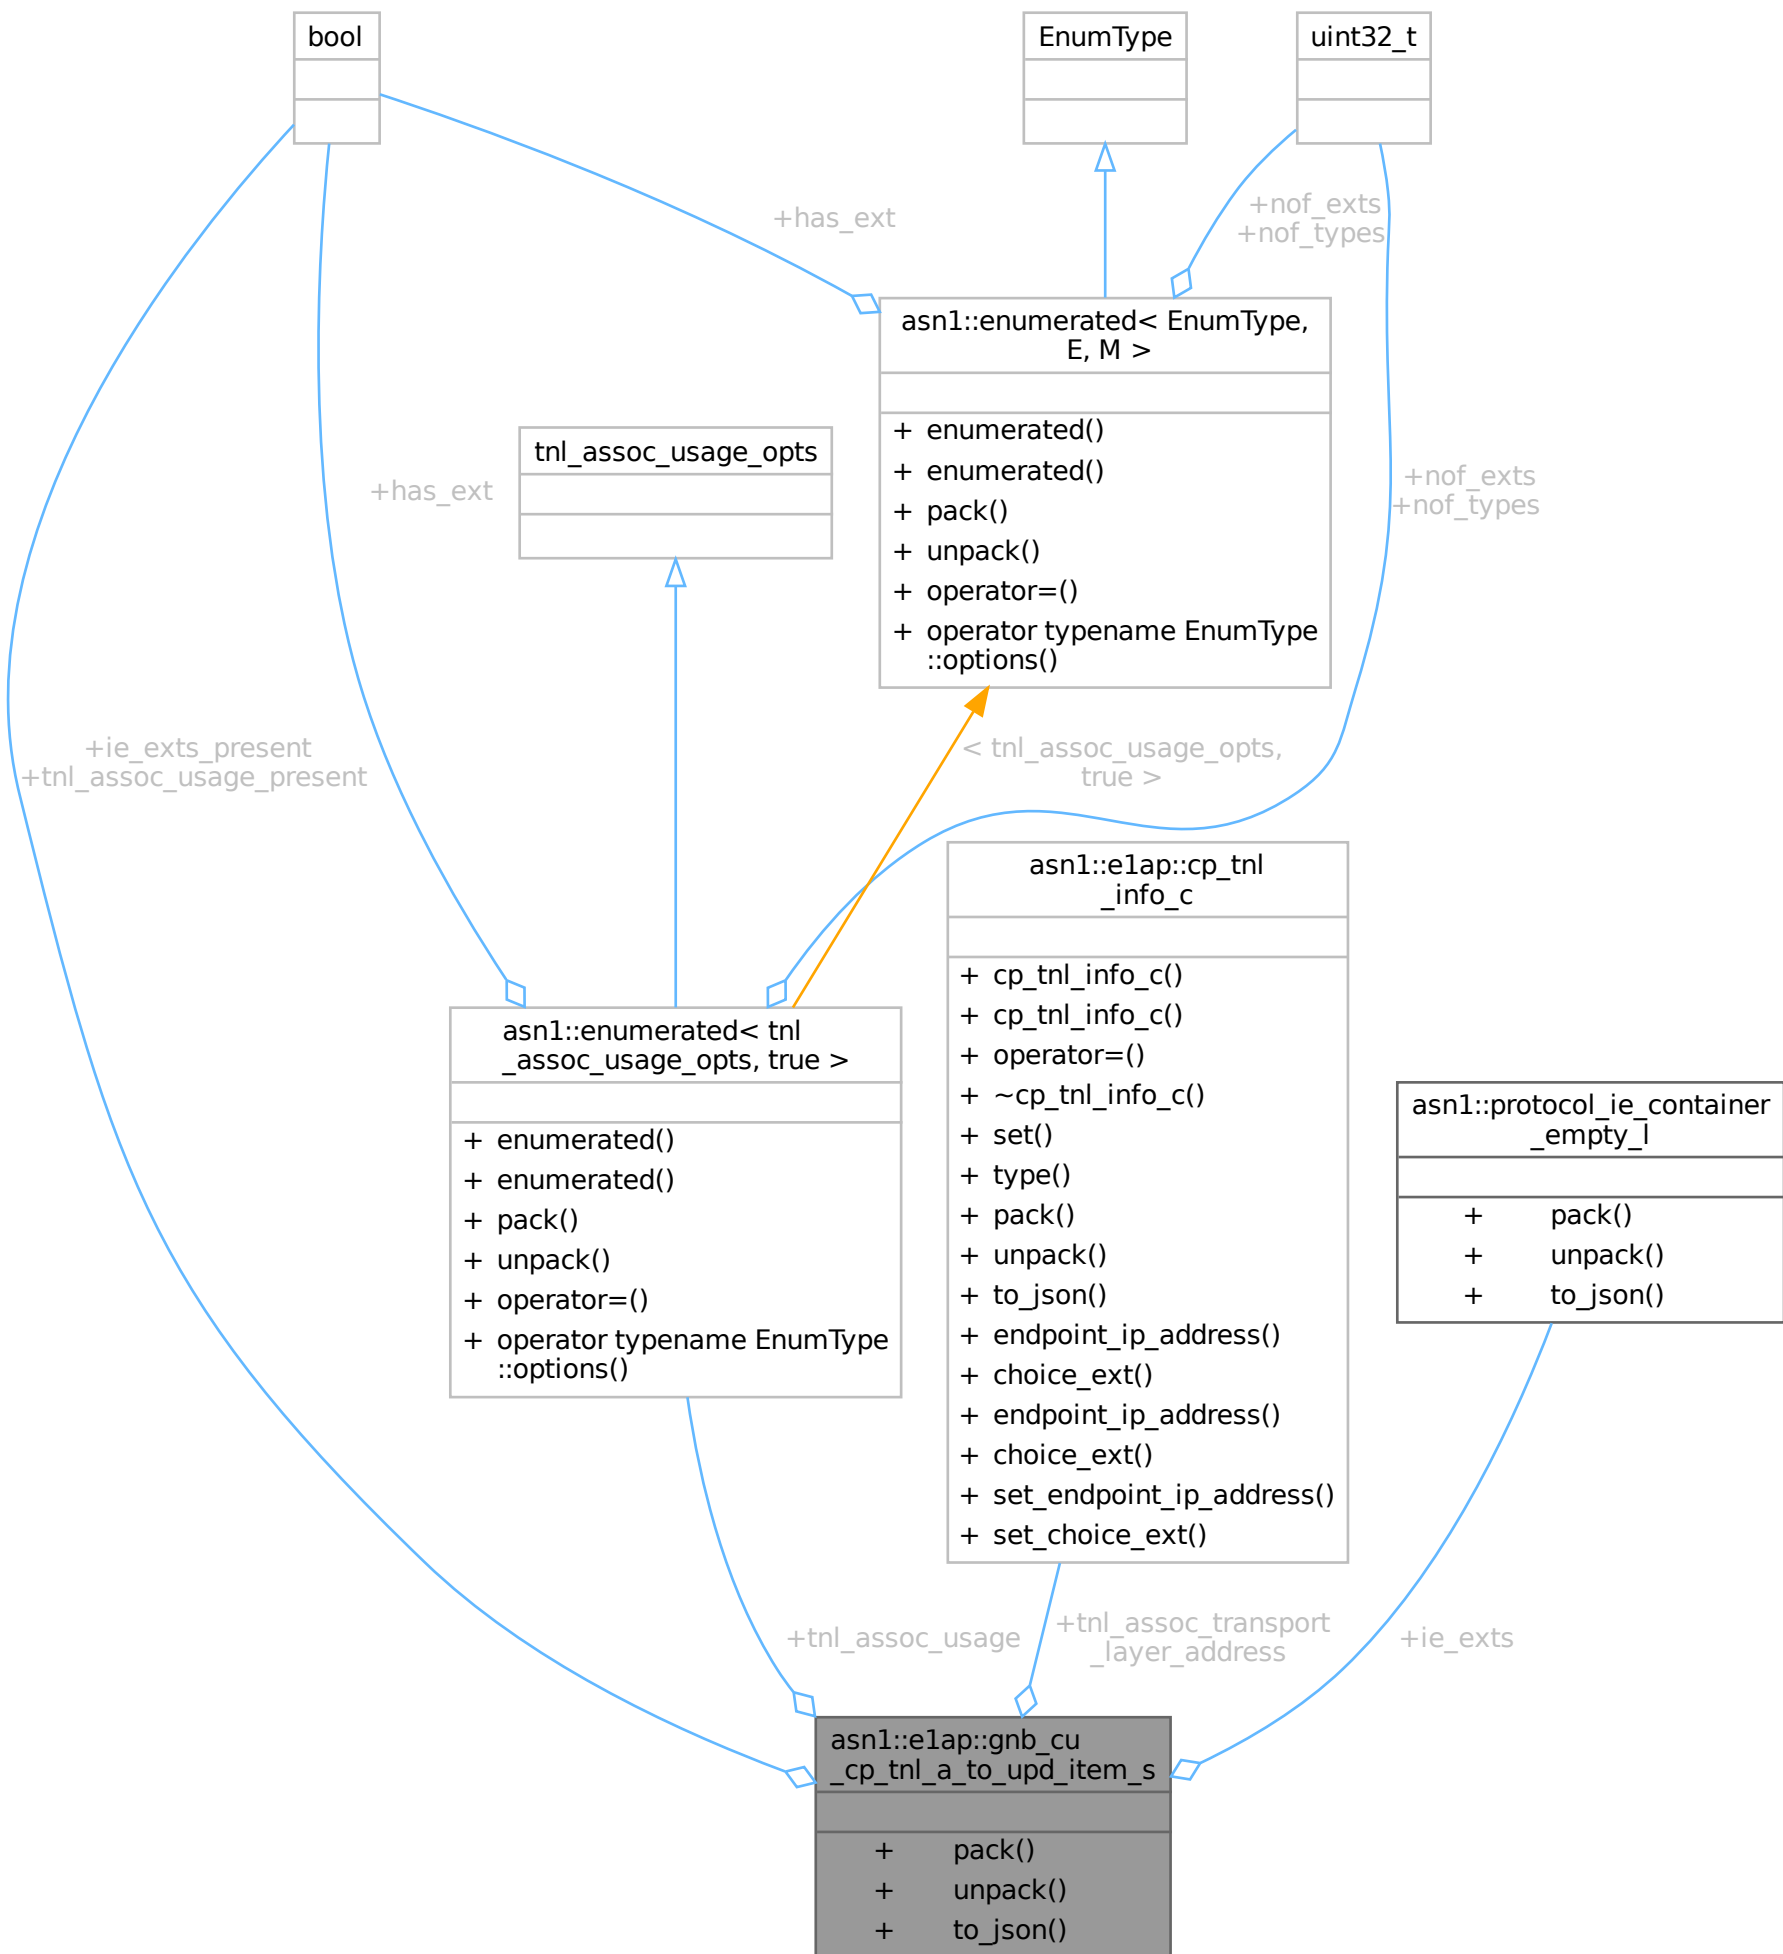 bool
EnumType
uint32_t
+has_ext
+nof_exts
+nof_types
asn1::enumerated< EnumType,
E, M >
+ enumerated()
+ enumerated()
+ pack()
+ unpack()
+ operator=()
+ operator typename EnumType
::options()
tnl_assoc_usage_opts
+has_ext
+nof_exts
+nof_types
+ie_exts_present
+tnl_assoc_usage_present
< tnl_assoc_usage_opts,
true >
asn1::enumerated< tnl
_assoc_usage_opts, true >
+ enumerated()
+ enumerated()
+ pack()
+ unpack()
+ operator=()
+ operator typename EnumType
::options()
asn1::e1ap::cp_tnl
_info_c
+ cp_tnl_info_c()
+ cp_tnl_info_c()
+ operator=()
+ ~cp_tnl_info_c()
+ set()
+ type()
+ pack()
+ unpack()
+ to_json()
+ endpoint_ip_address()
+ choice_ext()
+ endpoint_ip_address()
+ choice_ext()
+ set_endpoint_ip_address()
+ set_choice_ext()
asn1::protocol_ie_container
_empty_l
+ pack()
+ unpack()
+ to_json()
+tnl_assoc_usage
+tnl_assoc_transport
_layer_address
+ie_exts
asn1::e1ap::gnb_cu
_cp_tnl_a_to_upd_item_s
+ pack()
+ unpack()
+ to_json()